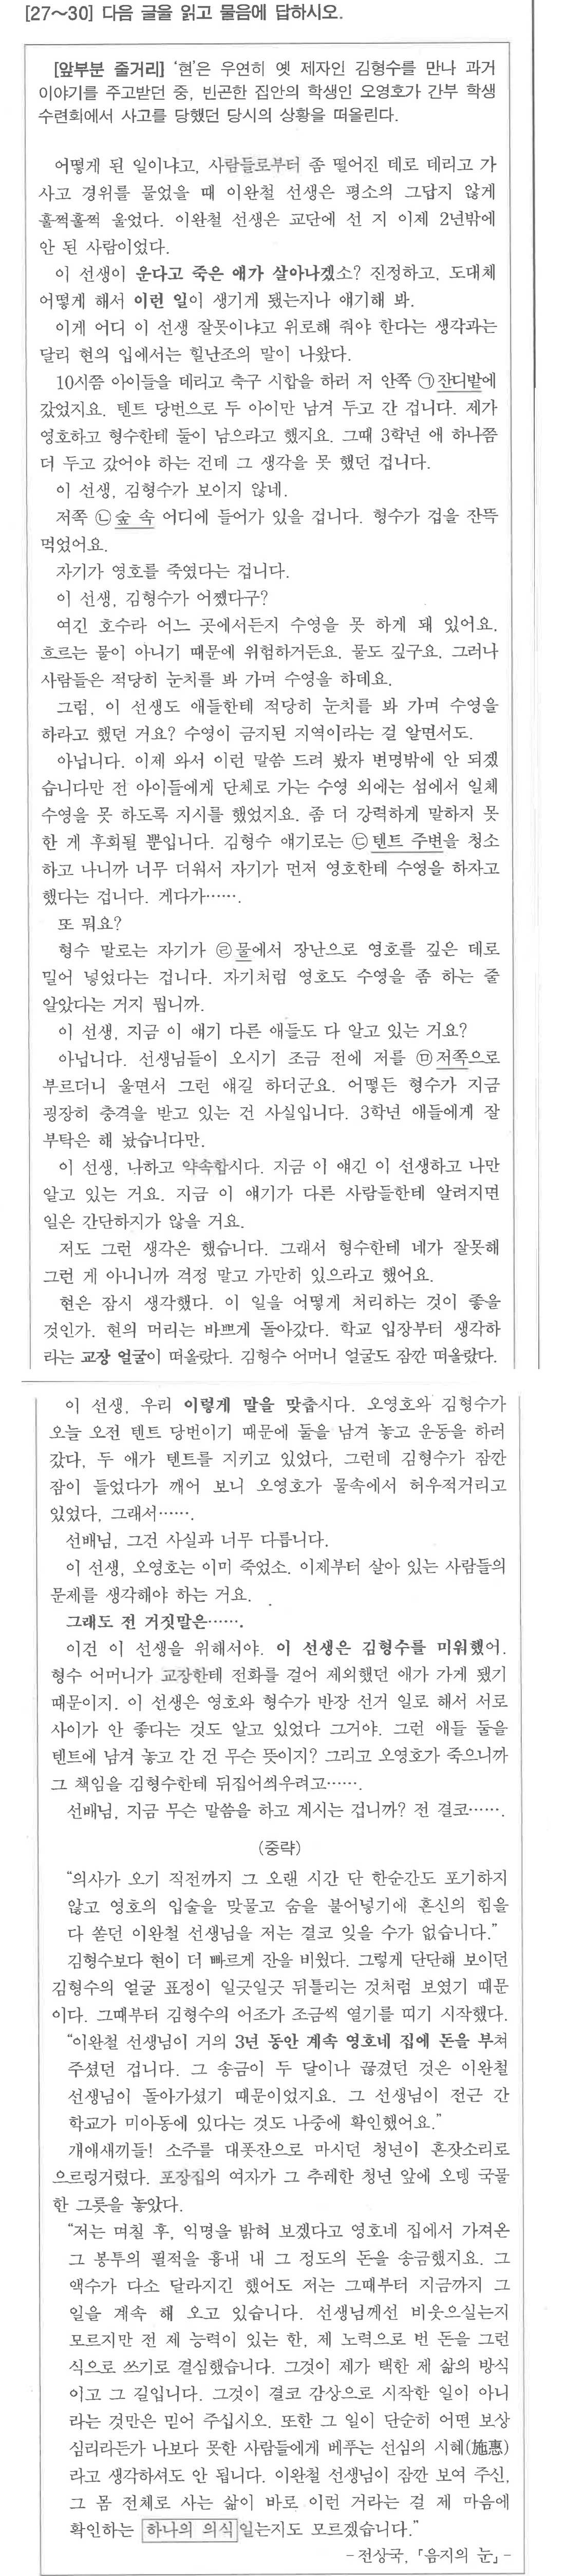 [27～30] 다음 글을 읽고 물음에 답하시오.
[앞부분 줄거리] ‘현’은 우연히 옛 제자인 김형수를 만나 과거
이야기를 주고받던 중, 빈곤한 집안의 학생인 오영호가 간부 학생
수련회에서 사고를 당했던 당시의 상황을 떠올린다.
어떻게 된 일이냐고, 사람들로부터 좀 떨어진 데로 데리고 가
사고 경위를 물었을 때 이완철 선생은 평소의 그답지 않게
훌쩍훌쩍 울었다. 이완철 선생은 교단에 선 지 이제 2년밖에
안 된 사람이었다.
이 선생이 운다고 죽은 애가 살아나겠소? 진정하고, 도대체
어떻게 해서 이런 일이 생기게 됐는지나 얘기해 봐.
이게 어디 이 선생 잘못이냐고 위로해 줘야 한다는 생각과는
달리 현의 입에서는 힐난조의 말이 나왔다.
10시쯤 아이들을 데리고 축구 시합을 하러 저 안쪽 ㉠잔디밭에
갔었지요. 텐트 당번으로 두 아이만 남겨 두고 간 겁니다. 제가
영호하고 형수한테 둘이 남으라고 했지요. 그때 3학년 애 하나쯤
더 두고 갔어야 하는 건데 그 생각을 못 했던 겁니다.
이 선생, 김형수가 보이지 않네.
저쪽 ㉡숲 속 어디에 들어가 있을 겁니다. 형수가 겁을 잔뜩
먹었어요.
자기가 영호를 죽였다는 겁니다.
이 선생, 김형수가 어쨌다구?
여긴 호수라 어느 곳에서든지 수영을 못 하게 돼 있어요.
흐르는 물이 아니기 때문에 위험하거든요. 물도 깊구요. 그러나
사람들은 적당히 눈치를 봐 가며 수영을 하데요.
그럼, 이 선생도 애들한테 적당히 눈치를 봐 가며 수영을
하라고 했던 거요? 수영이 금지된 지역이라는 걸 알면서도.
아닙니다. 이제 와서 이런 말씀 드려 봤자 변명밖에 안 되겠
습니다만 전 아이들에게 단체로 가는 수영 외에는 섬에서 일체
수영을 못 하도록 지시를 했었지요. 좀 더 강력하게 말하지 못
한 게 후회될 뿐입니다. 김형수 얘기로는 ㉢텐트 주변을 청소
하고 나니까 너무 더워서 자기가 먼저 영호한테 수영을 하자고
했다는 겁니다. 게다가…….
또 뭐요?
형수 말로는 자기가 ㉣물에서 장난으로 영호를 깊은 데로
밀어 넣었다는 겁니다. 자기처럼 영호도 수영을 좀 하는 줄
알았다는 거지 뭡니까.
이 선생, 지금 이 얘기 다른 애들도 다 알고 있는 거요?
아닙니다. 선생님들이 오시기 조금 전에 저를 ㉤저쪽으로
부르더니 울면서 그런 얘길 하더군요. 어떻든 형수가 지금
굉장히 충격을 받고 있는 건 사실입니다. 3학년 애들에게 잘
부탁은 해 놨습니다만.
이 선생, 나하고 약속합시다. 지금 이 얘긴 이 선생하고 나만
알고 있는 거요. 지금 이 얘기가 다른 사람들한테 알려지면
일은 간단하지가 않을 거요.
저도 그런 생각은 했습니다. 그래서 형수한테 네가 잘못해
그런 게 아니니까 걱정 말고 가만히 있으라고 했어요.
현은 잠시 생각했다. 이 일을 어떻게 처리하는 것이 좋을
것인가. 현의 머리는 바쁘게 돌아갔다. 학교 입장부터 생각하
라는 교장 얼굴이 떠올랐다. 김형수 어머니 얼굴도 잠깐 떠올랐다.
이 선생, 우리 이렇게 말을 맞춥시다. 오영호와 김형수가
오늘 오전 텐트 당번이기 때문에 둘을 남겨 놓고 운동을 하러
갔다, 두 애가 텐트를 지키고 있었다, 그런데 김형수가 잠깐
잠이 들었다가 깨어 보니 오영호가 물속에서 허우적거리고
있었다, 그래서…….
선배님, 그건 사실과 너무 다릅니다.
이 선생, 오영호는 이미 죽었소. 이제부터 살아 있는 사람들의
문제를 생각해야 하는 거요.
그래도 전 거짓말은…….
이건 이 선생을 위해서야. 이 선생은 김형수를 미워했어.
형수 어머니가 교장한테 전화를 걸어 제외했던 애가 가게 됐기
때문이지. 이 선생은 영호와 형수가 반장 선거 일로 해서 서로
사이가 안 좋다는 것도 알고 있었다 그거야. 그런 애들 둘을
텐트에 남겨 놓고 간 건 무슨 뜻이지? 그리고 오영호가 죽으니까
그 책임을 김형수한테 뒤집어씌우려고…….
선배님, 지금 무슨 말씀을 하고 계시는 겁니까? 전 결코…….
(중략)
“의사가 오기 직전까지 그 오랜 시간 단 한순간도 포기하지
않고 영호의 입술을 맞물고 숨을 불어넣기에 혼신의 힘을
다 쏟던 이완철 선생님을 저는 결코 잊을 수가 없습니다.”
김형수보다 현이 더 빠르게 잔을 비웠다. 그렇게 단단해 보이던
김형수의 얼굴 표정이 일긋일긋 뒤틀리는 것처럼 보였기 때문
이다. 그때부터 김형수의 어조가 조금씩 열기를 띠기 시작했다.
“이완철 선생님이 거의 3년 동안 계속 영호네 집에 돈을 부쳐
주셨던 겁니다. 그 송금이 두 달이나 끊겼던 것은 이완철
선생님이 돌아가셨기 때문이었지요. 그 선생님이 전근 간
학교가 미아동에 있다는 것도 나중에 확인했어요.”
개애새끼들! 소주를 대폿잔으로 마시던 청년이 혼잣소리로
으르렁거렸다. 포장집의 여자가 그 추레한 청년 앞에 오뎅 국물
한 그릇을 놓았다.
“저는 며칠 후, 익명을 밝혀 보겠다고 영호네 집에서 가져온
그 봉투의 필적을 흉내 내 그 정도의 돈을 송금했지요. 그
액수가 다소 달라지긴 했어도 저는 그때부터 지금까지 그
일을 계속 해 오고 있습니다. 선생님께선 비웃으실는지
모르지만 전 제 능력이 있는 한, 제 노력으로 번 돈을 그런
식으로 쓰기로 결심했습니다. 그것이 제가 택한 제 삶의 방식
이고 그 길입니다. 그것이 결코 감상으로 시작한 일이 아니
라는 것만은 믿어 주십시오. 또한 그 일이 단순히 어떤 보상
심리라든가 나보다 못한 사람들에게 베푸는 선심의 시혜(施惠)
라고 생각하셔도 안 됩니다. 이완철 선생님이 잠깐 보여 주신,
그 몸 전체로 사는 삶이 바로 이런 거라는 걸 제 마음에
확인하는 하나의 의식일는지도 모르겠습니다.”
- 전상국, 「음지의 눈」 -